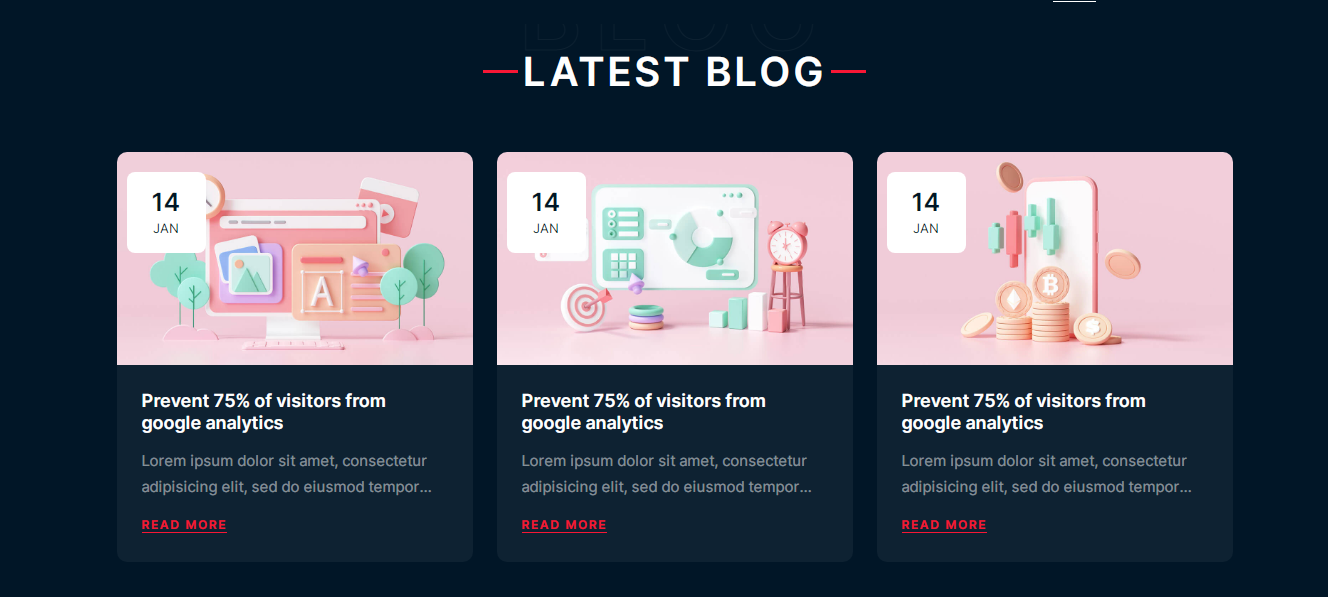 BLOG
LATEST BLOG
14
JAN
A
Prevent 75% of visitors from
google analytics
Lorem ipsum dolor sit amet, consectetur
adipisicing elit, sed do eiusmod tempor...
READ MORE
14
JAN
Prevent 75% of visitors from
google analytics
Lorem ipsum dolor sit amet, consectetur
adipisicing elit, sed do eiusmod tempor...
READ MORE
14
JAN
Prevent 75% of visitors from
google analytics
Lorem ipsum dolor sit amet, consectetur
adipisicing elit, sed do eiusmod tempor...
READ MORE